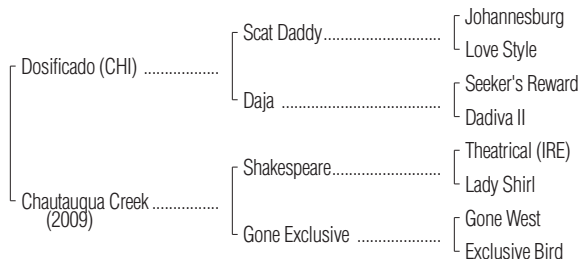 Johannesburg
Scat Daddy
Love Style
Dosificado (CHI)
Seeker's Reward
Daja
Dadiva II
Theatrical (IRE)
Shakespeare
Lady Shirl
Chautauqua Creek
(2009)
Gone West
Gone Exclusive
Exclusive Bird